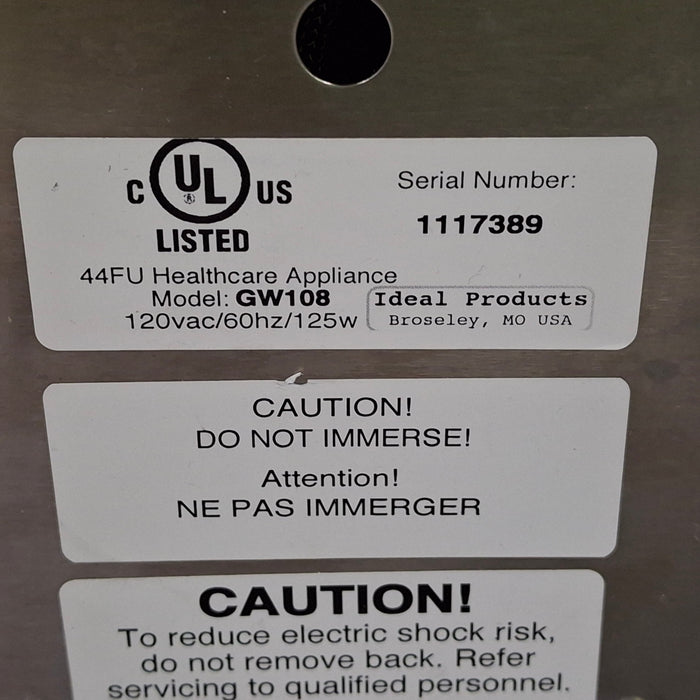 C UL US
LISTED
Serial Number:
1117389
44FU Healthcare Appliance
Model: GW108
120vac/60hz/125w
Ideal Products
Broseley, MO USA
CAUTION!
DO NOT IMMERSE!
Attention!
NE PAS IMMERGER
CAUTION!
To reduce electric shock risk,
do not remove back. Refer
servicing to qualified personnel.